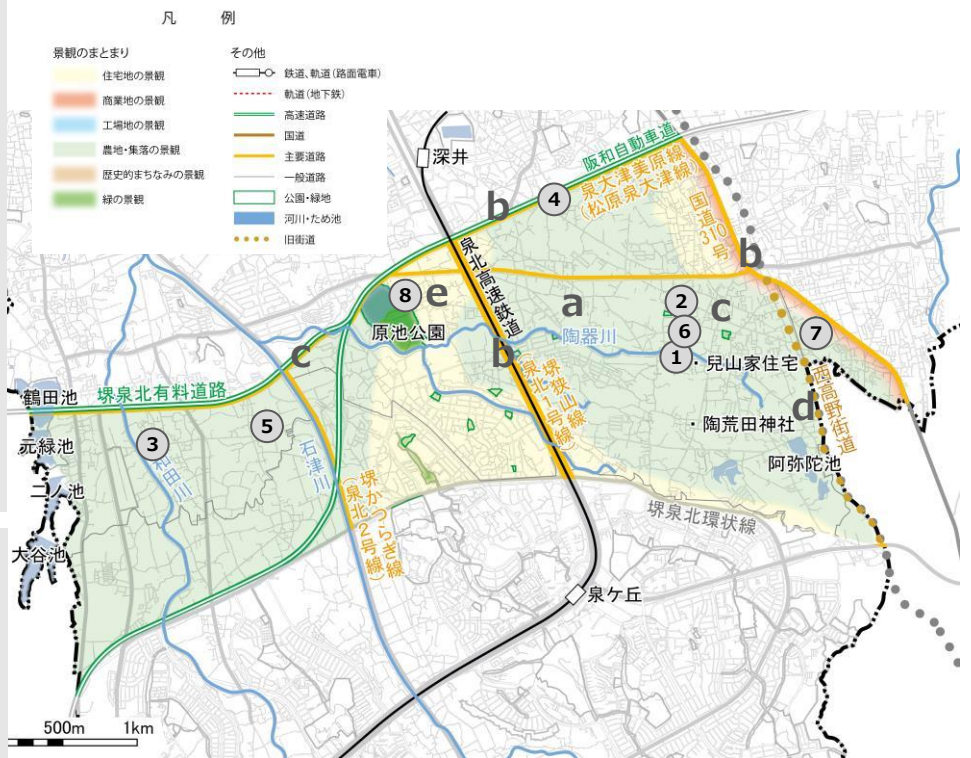 凡 例
景観のまとまり
住宅地の景観
商業地の景観
工場地の景観
農地・集落の景観
歴史的まちなみの景観
緑の景観
その他
鉄道、軌道(路面電車)
軌道(地下鉄)
高速道路
国道
主要道路
一般道路
公園・緑地
河川・ため池
旧街道
深井
阪和自動車道
泉大津美原線
(松原泉大津線)
国道310号
b
4
b
泉北高速鉄道
8
e
a
2
c
原池公園
陶器川
6
7
c
b
1
・兒山家住宅
堺狭山線
(泉北1号線)
西高野街道
d
鶴田池
堺泉北有料道路
3
5
・陶荒田神社
元禄池
和田川
石津川
阿弥陀池
二ノ池
堺かつらぎ線
(泉北2号線)
堺泉北環状線
大谷池
泉ケ丘
500m 1km